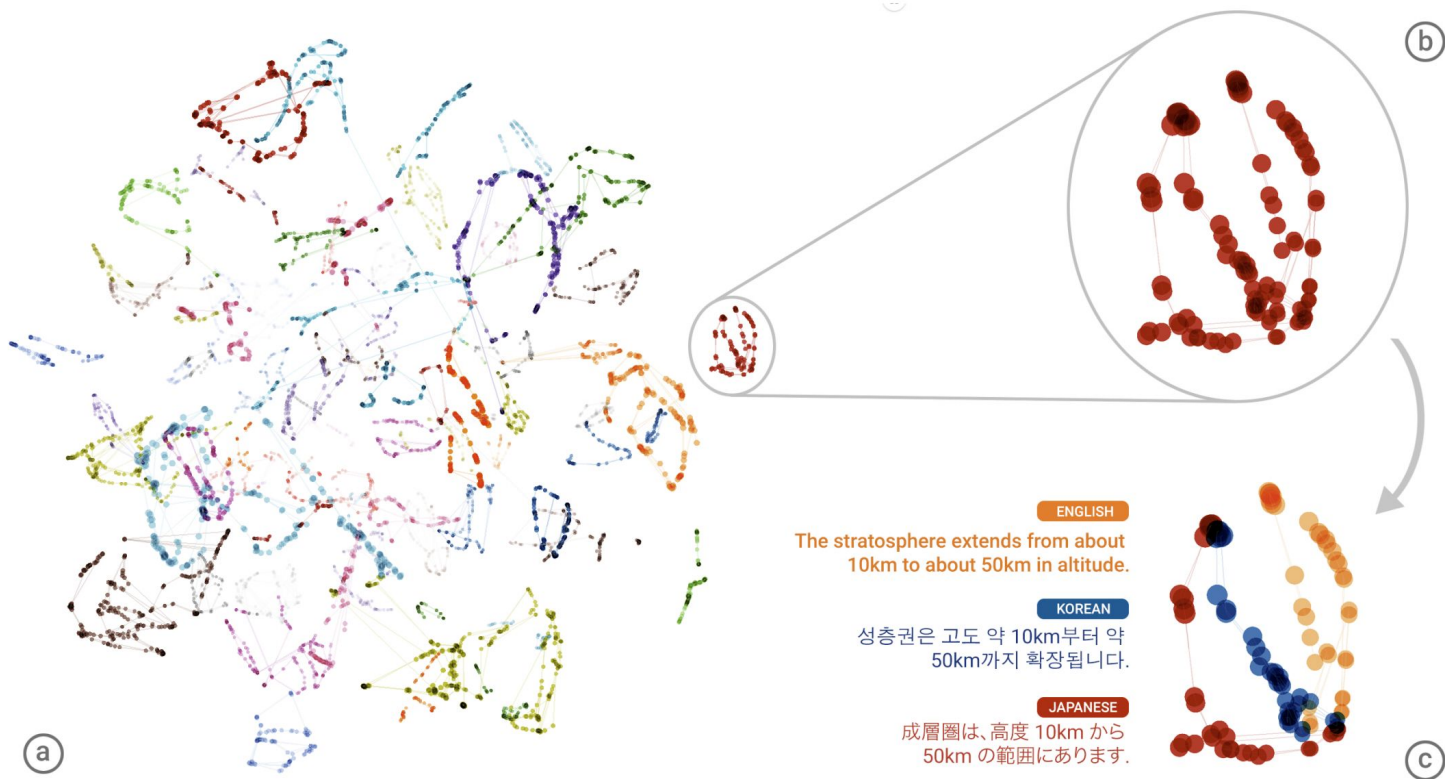 b
ENGLISH
The stratosphere extends from about
10km to about 50km in altitude.
KOREAN
성층권은 고도 약 10km부터 약
50km까지 확장됩니다.
JAPANESE
成層圏は、高度 10km から
50km の範囲にあります。
a
c